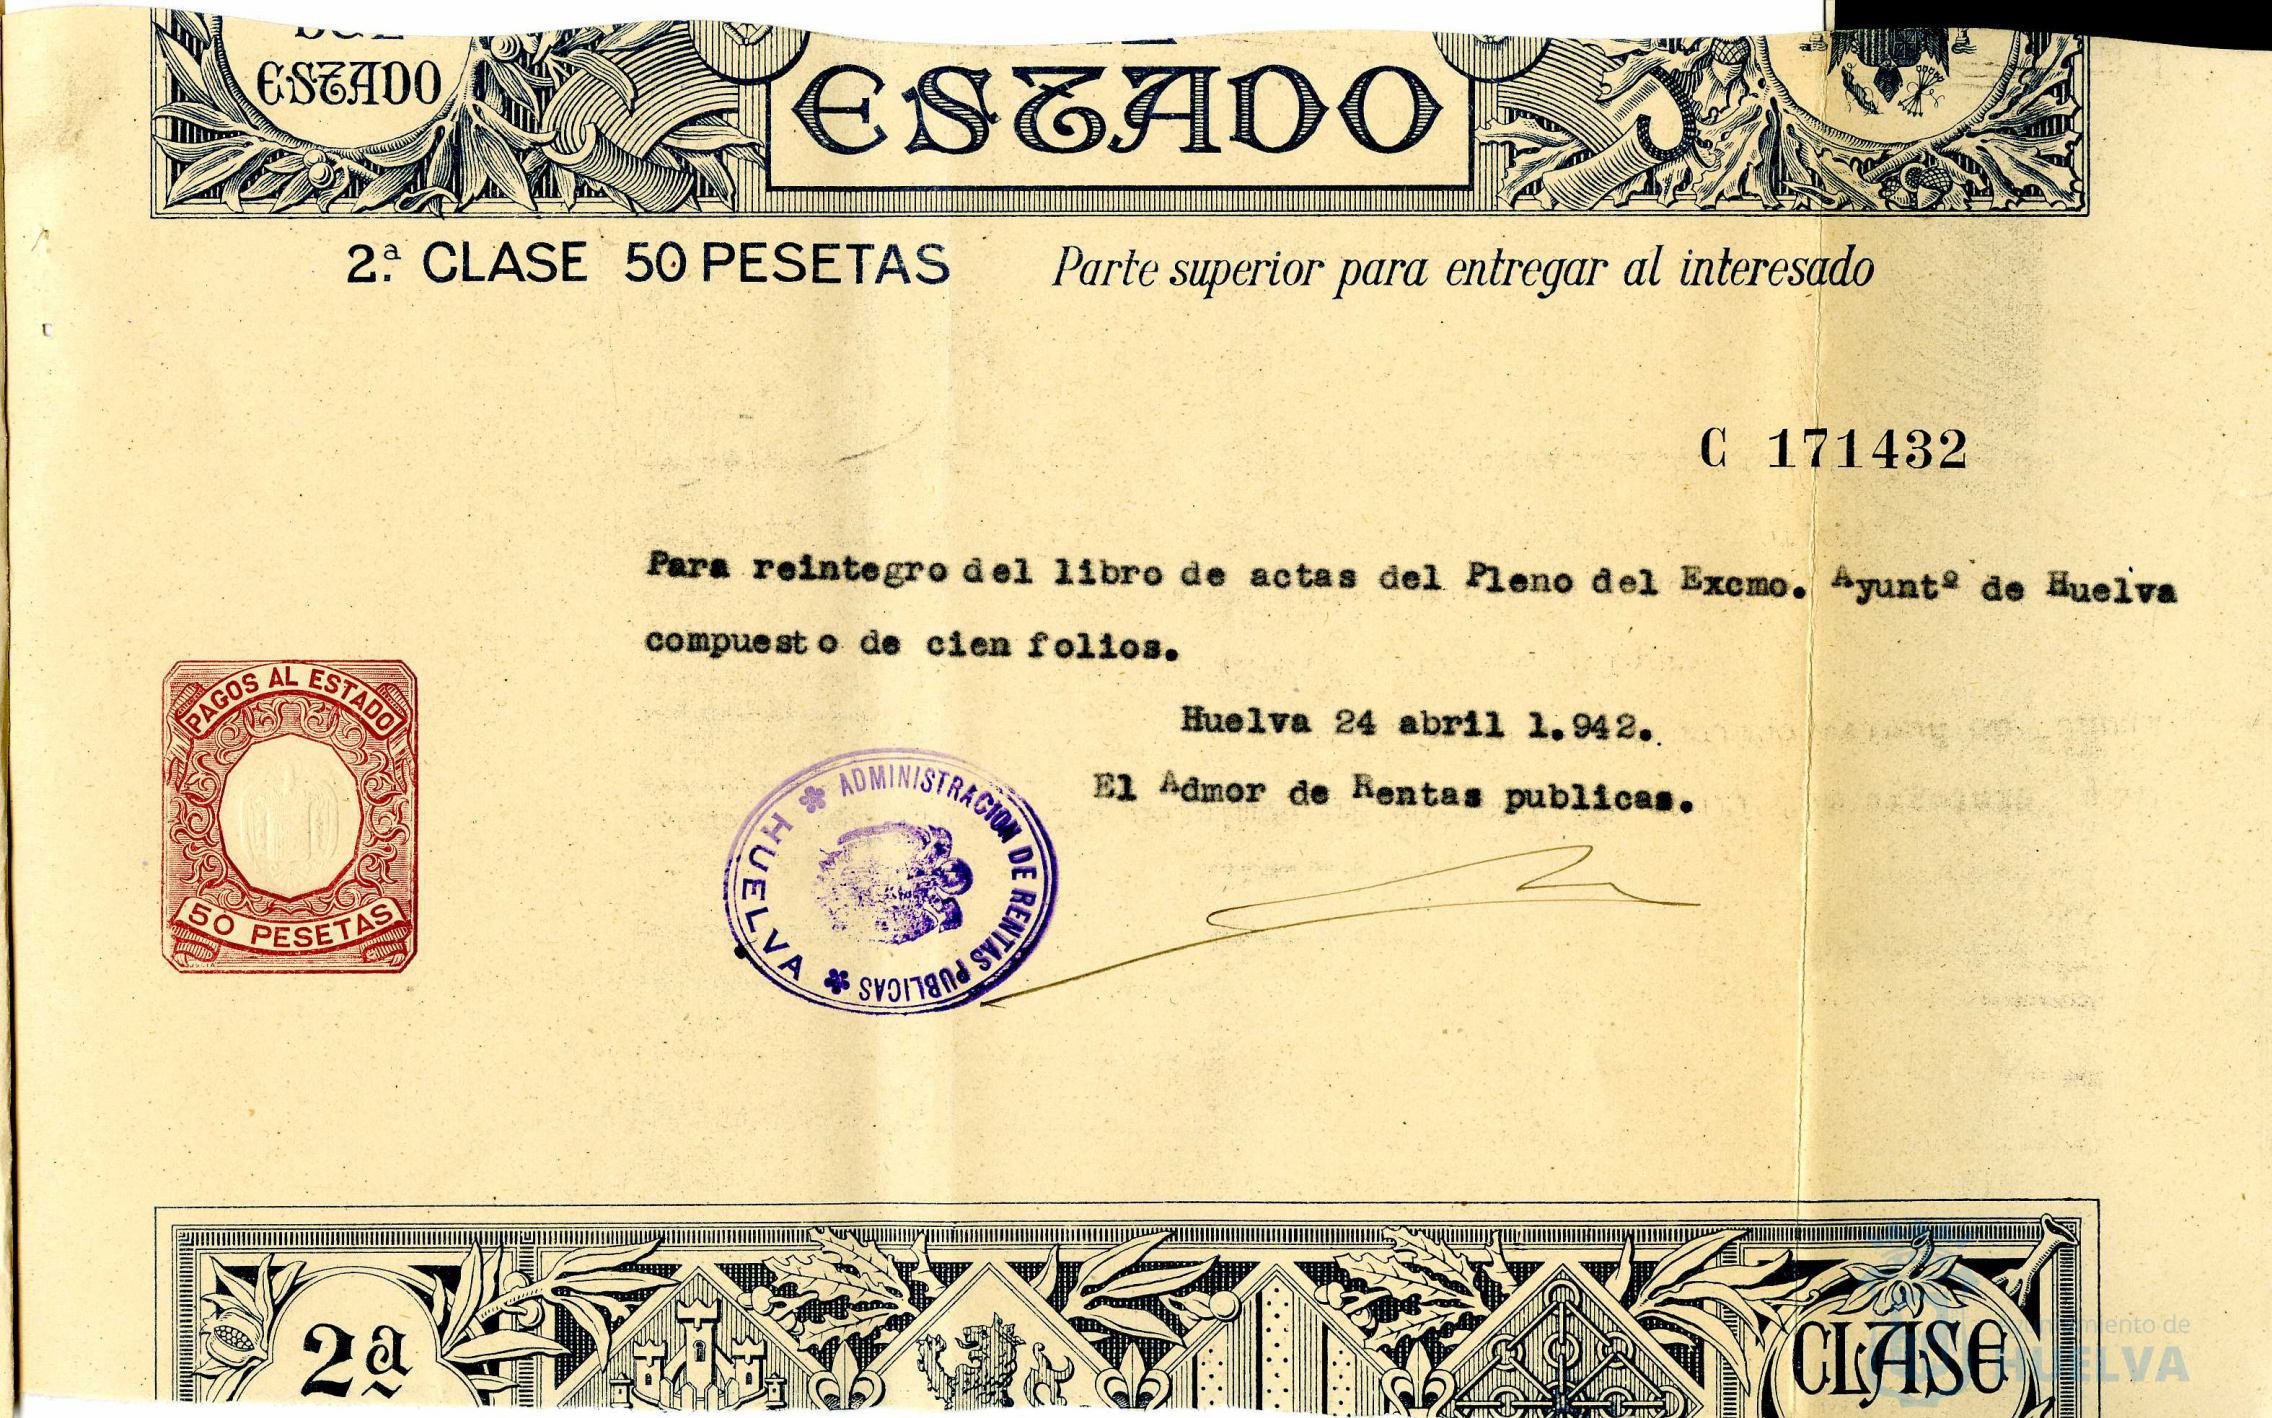 ESTADO
ESTADO
2.ª CLASE 50 PESETAS Parte superior para entregar al interesado
C 171432
Para reintegro del libro de actas del Pleno del Excmo. Ayuntº de Huelva
compuesto de cien folios.
Huelva 24 abril 1.942.
El Admor de Rentas publicas.
PAGOS AL ESTADO
50 PESETAS
ADMINISTRACION DE RENTAS PUBLICAS
HUELVA
2ª
CLASE
Ayuntamiento de
HUELVA